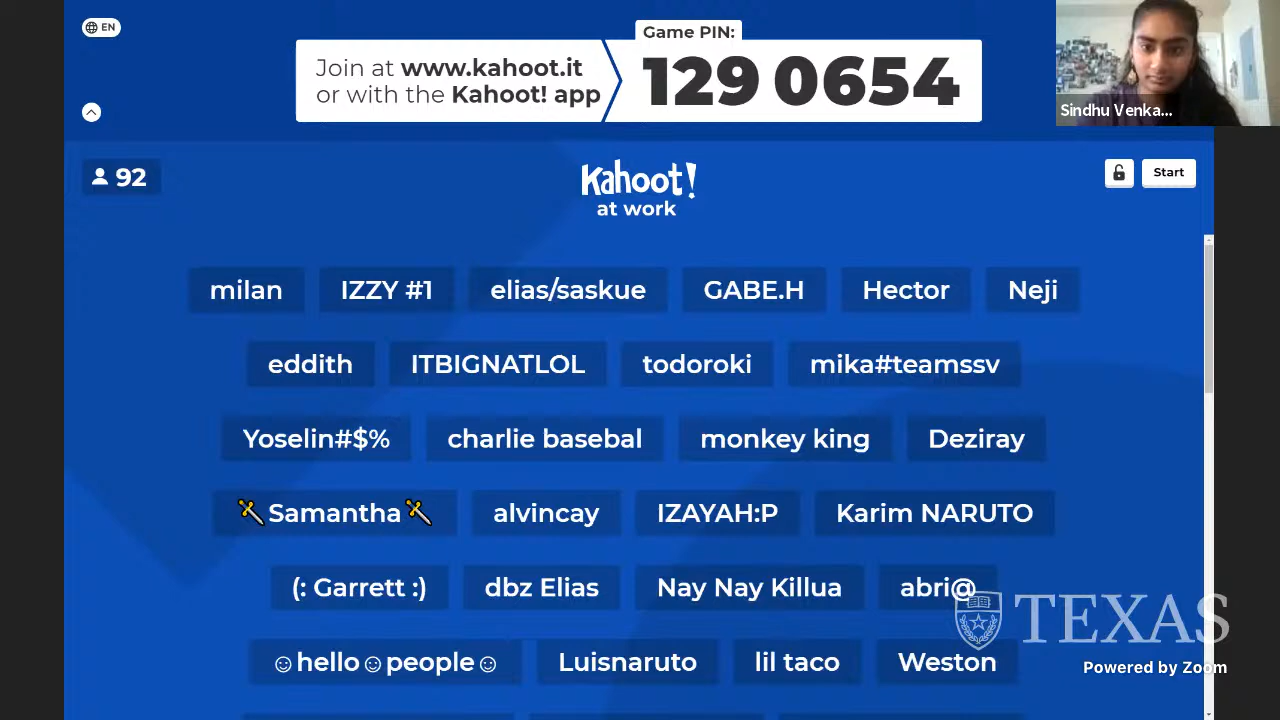 EN
Join at www.kahoot.it
or with the Kahoot! app
Game PIN:
129 0654
Sindhu Venka...
92
Kahoot!
at work
Start
milan IZZY #1 elias/saskue GABE.H Hector Neji
eddith ITBIGNATLOL todoroki mika#teamssv
Yoselin#$% charlie basebal monkey king Deziray
🗡️Samantha🗡️ alvincay IZAYAH:P Karim NARUTO
(: Garrett :) dbz Elias Nay Nay Killua abri@
☺hello☺people☺ Luisnaruto lil taco Weston
TEXAS
Powered by Zoom